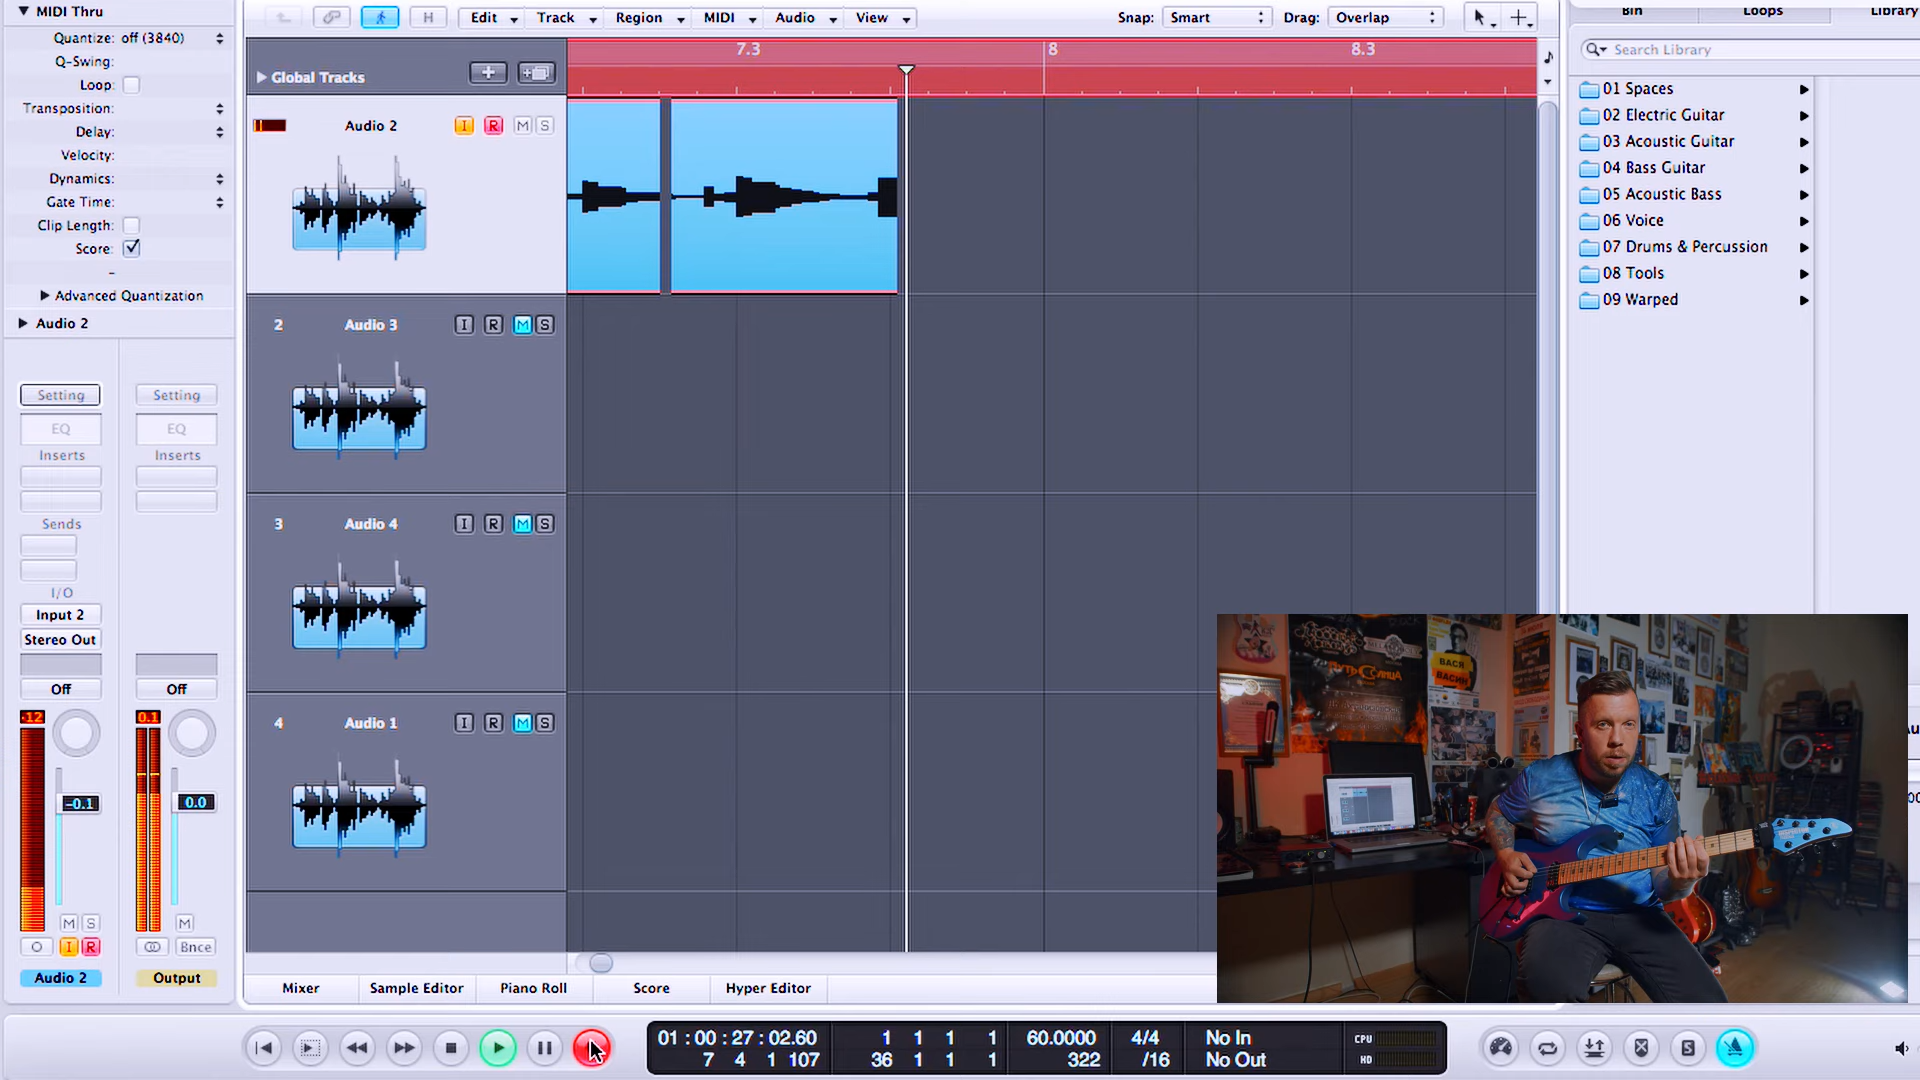 MIDI Thru
Quantize: off (3840)
Q-Swing:
Loop:
Transposition:
Delay:
Velocity:
Dynamics:
Gate Time:
Clip Length:
Score:
Advanced Quantization
Audio 2
Setting
Setting
EQ
EQ
Inserts
Inserts
Sends
I/O
Input 2
Stereo Out
Off
Off
-12
0.1
-0.1
0.0
M S
M
I R
Bnce
Audio 2
Output
H
Edit
Track
Region
MIDI
Audio
View
Snap: Smart
Drag: Overlap
Global Tracks
7.3
8
8.3
Audio 2
I R M S
2 Audio 3 I R M S
3 Audio 4 I R M S
4 Audio 1 I R M S
Mixer
Sample Editor
Piano Roll
Score
Hyper Editor
Bin
Loops
Library
Search Library
01 Spaces
02 Electric Guitar
03 Acoustic Guitar
04 Bass Guitar
05 Acoustic Bass
06 Voice
07 Drums & Percussion
08 Tools
09 Warped
ВАСЯ
ВАСИН
01 : 00 : 27 : 02.60
7 4 1 107
1 1 1 1
36 1 1 1
60.0000
322
4/4
/16
No In
No Out
CPU
HD
S